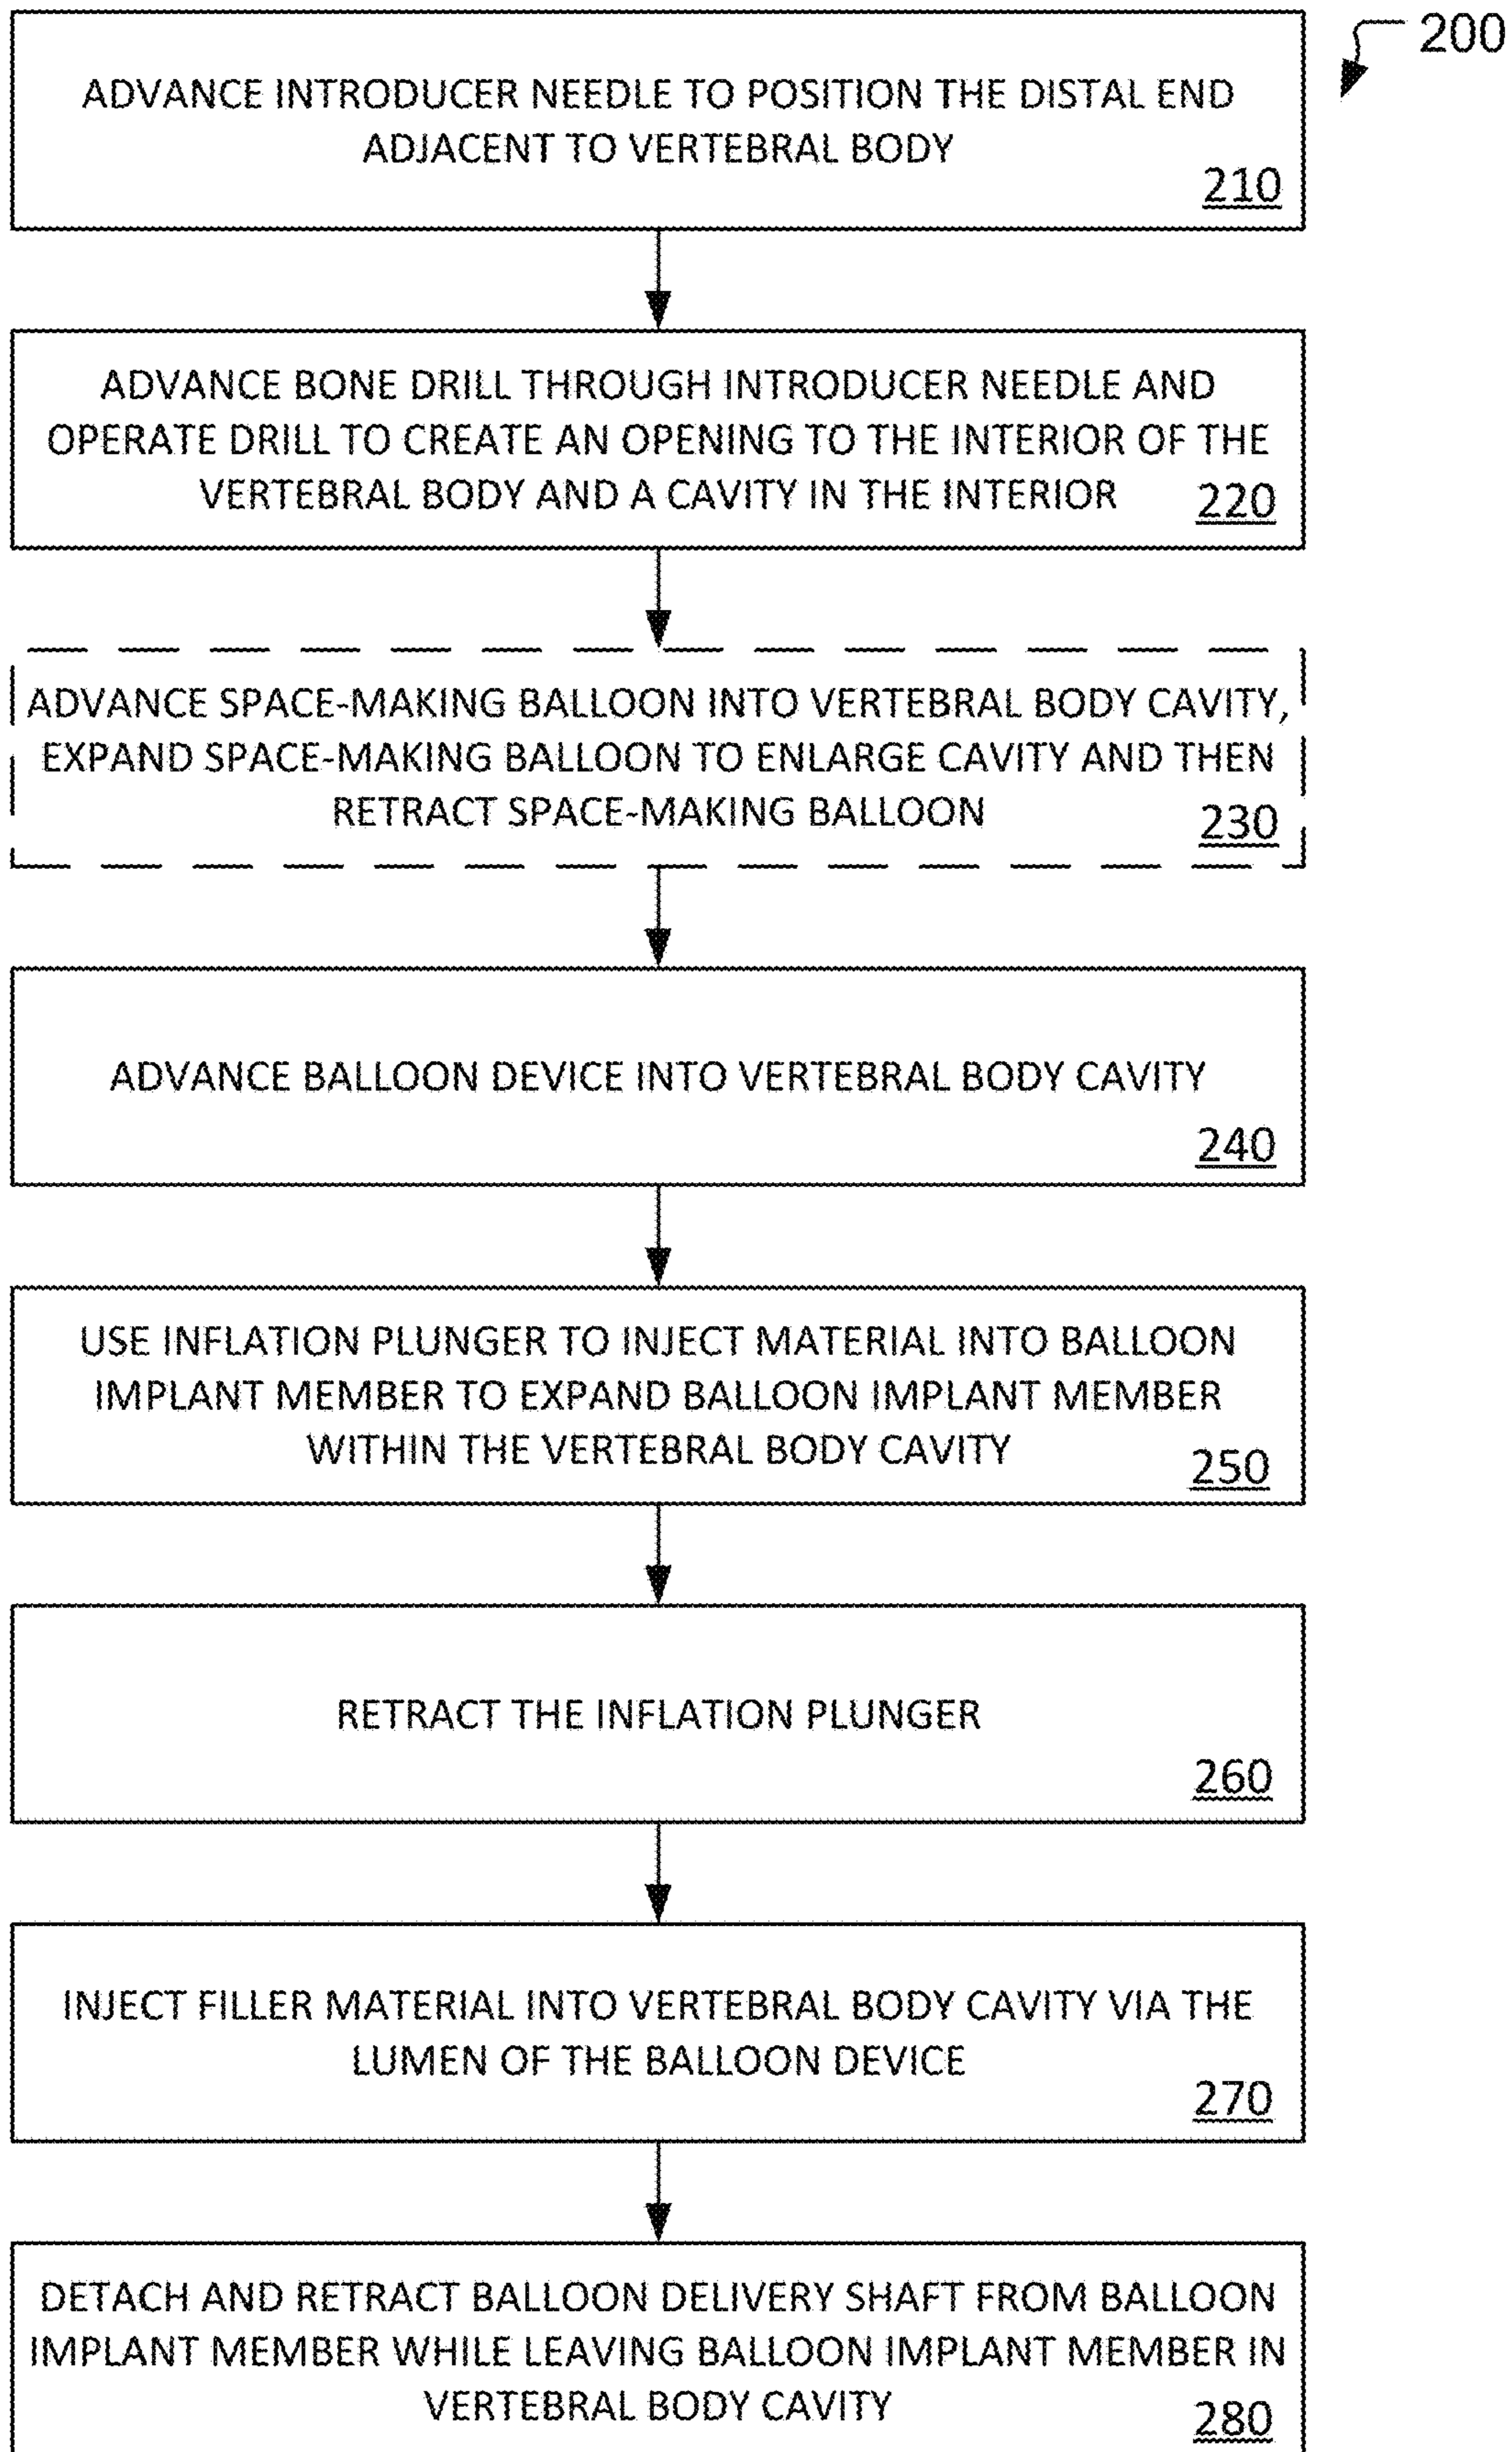 200
ADVANCE INTRODUCER NEEDLE TO POSITION THE DISTAL END
ADJACENT TO VERTEBRAL BODY
210
ADVANCE BONE DRILL THROUGH INTRODUCER NEEDLE AND
OPERATE DRILL TO CREATE AN OPENING TO THE INTERIOR OF THE
VERTEBRAL BODY AND A CAVITY IN THE INTERIOR
220
ADVANCE SPACE-MAKING BALLOON INTO VERTEBRAL BODY CAVITY,
EXPAND SPACE-MAKING BALLOON TO ENLARGE CAVITY AND THEN
RETRACT SPACE-MAKING BALLOON
230
ADVANCE BALLOON DEVICE INTO VERTEBRAL BODY CAVITY
240
USE INFLATION PLUNGER TO INJECT MATERIAL INTO BALLOON
IMPLANT MEMBER TO EXPAND BALLOON IMPLANT MEMBER
WITHIN THE VERTEBRAL BODY CAVITY
250
RETRACT THE INFLATION PLUNGER
260
INJECT FILLER MATERIAL INTO VERTEBRAL BODY CAVITY VIA THE
LUMEN OF THE BALLOON DEVICE
270
DETACH AND RETRACT BALLOON DELIVERY SHAFT FROM BALLOON
IMPLANT MEMBER WHILE LEAVING BALLOON IMPLANT MEMBER IN
VERTEBRAL BODY CAVITY
280